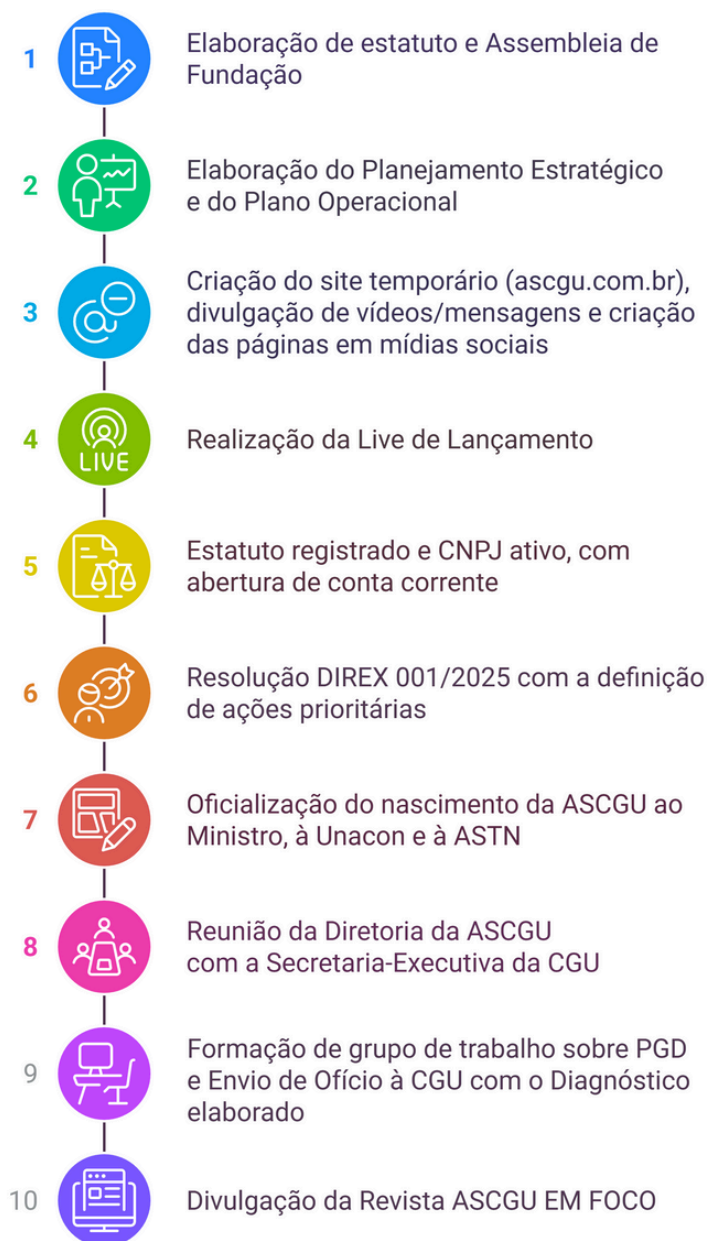 1
Elaboração de estatuto e Assembleia de
Fundação
2
Elaboração do Planejamento Estratégico
e do Plano Operacional
3
Criação do site temporário (ascgu.com.br),
divulgação de vídeos/mensagens e criação
das páginas em mídias sociais
4
LIVE
Realização da Live de Lançamento
5
Estatuto registrado e CNPJ ativo, com
abertura de conta corrente
6
Resolução DIREX 001/2025 com a definição
de ações prioritárias
7
Oficialização do nascimento da ASCGU ao
Ministro, à Unacon e à ASTN
8
Reunião da Diretoria da ASCGU
com a Secretaria-Executiva da CGU
9
Formação de grupo de trabalho sobre PGD
e Envio de Ofício à CGU com o Diagnóstico
elaborado
10
Divulgação da Revista ASCGU EM FOCO